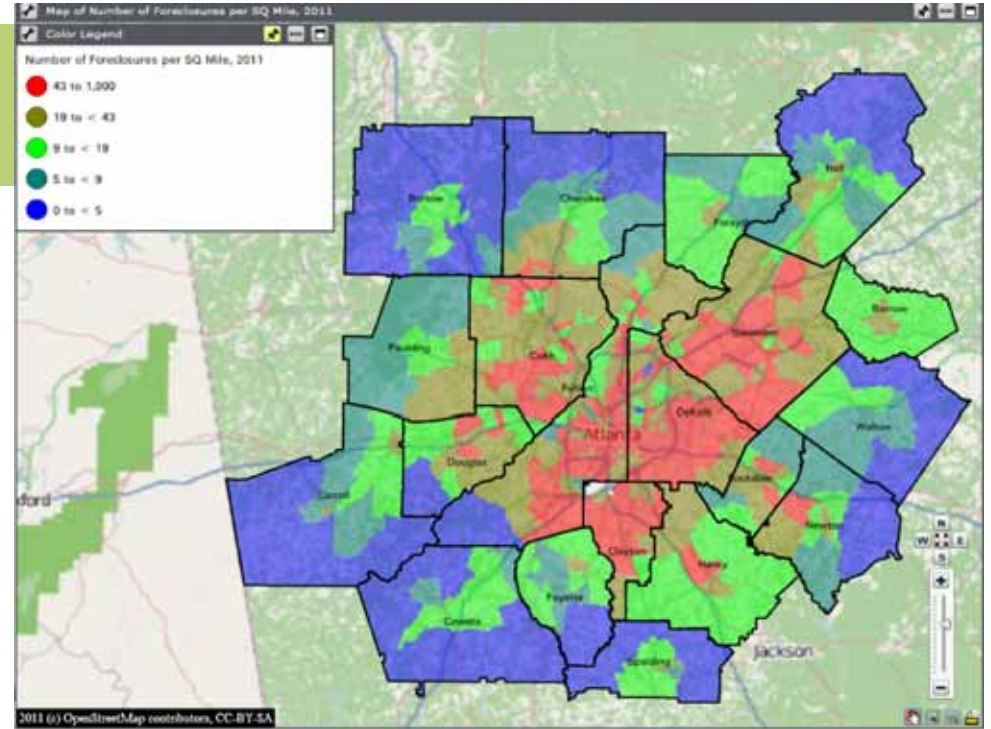 Map of Number of Foreclosures per SQ Mile, 2011
Color Legend
Number of Foreclosures per SQ Mile, 2011
43 to 1,000
19 to < 43
9 to < 19
5 to < 9
0 to < 5
Hall
Bartow
Cherokee
Forsyth
Barrow
Gwinnett
Paulding
Cobb
Fulton
DeKalb
Walton
Atlanta
Douglas
Rockdale
Carroll
Newton
Clayton
Henry
Fayette
Coweta
Spalding
Jackson
N
W
E
S
2011 (c) OpenStreetMap contributors, CC-BY-SA